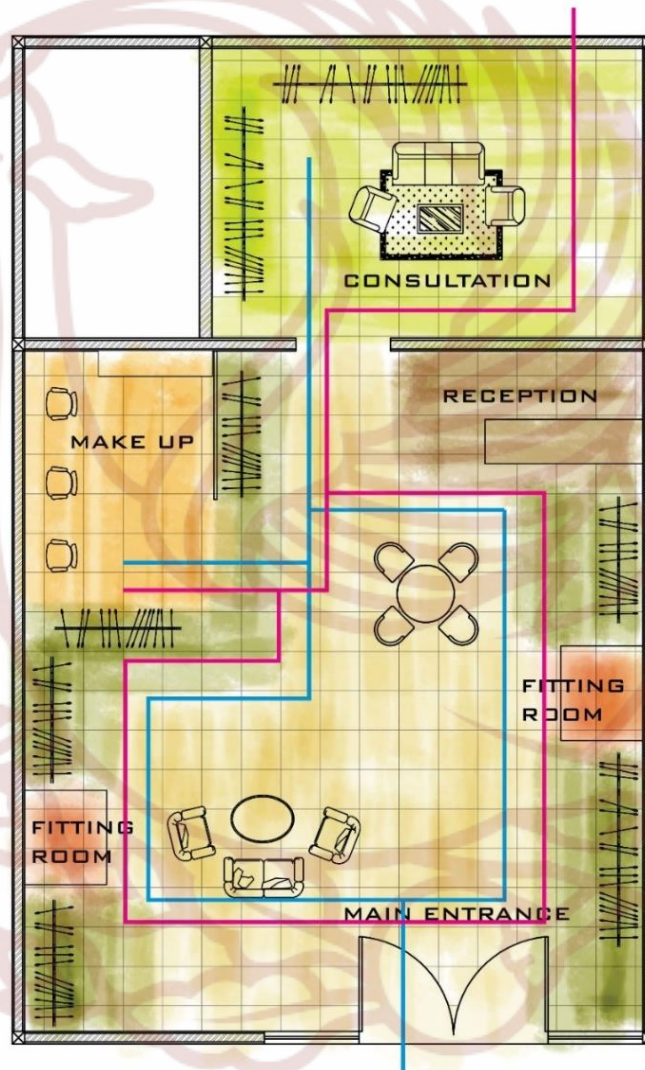 CONSULTATION
RECEPTION
MAKE UP
FITTING
ROOM
FITTING
ROOM
MAIN ENTRANCE